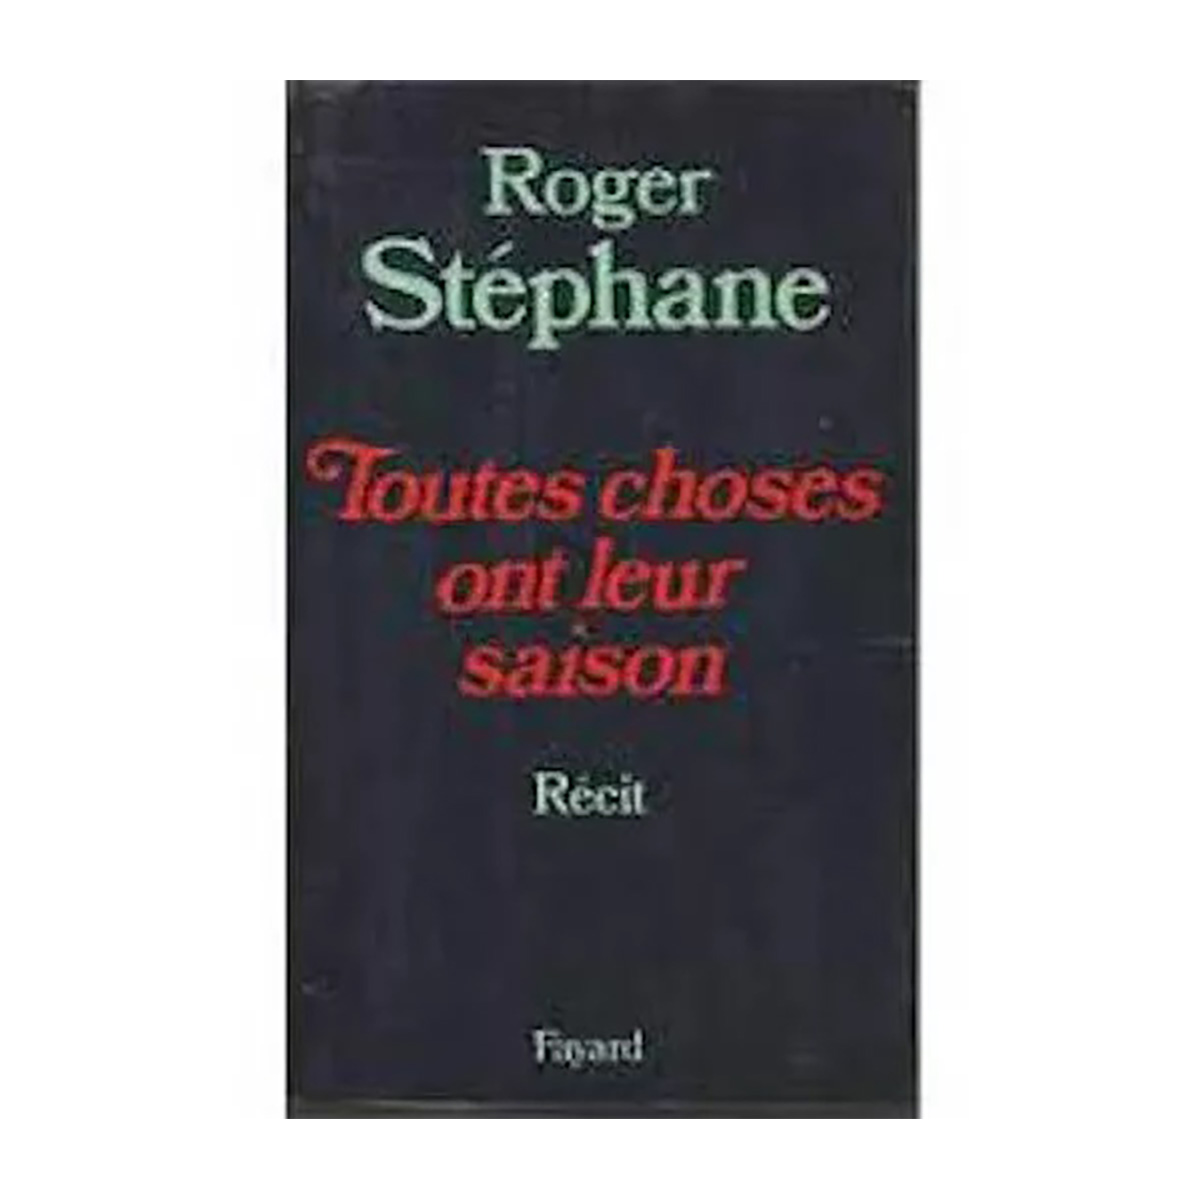 Roger
Stéphane
Toutes choses
ont leur
saison
Récit
Fayard